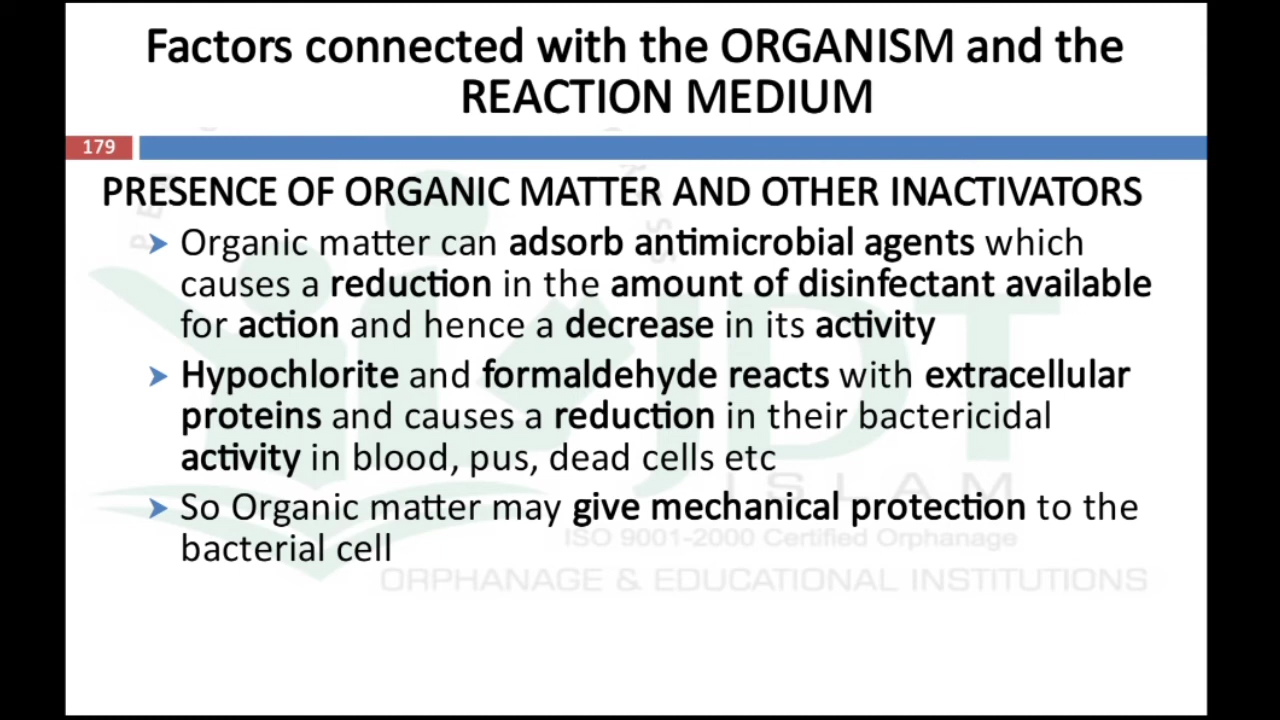 Factors connected with the ORGANISM and the
REACTION MEDIUM
179
PRESENCE OF ORGANIC MATTER AND OTHER INACTIVATORS
➤ Organic matter can adsorb antimicrobial agents which
causes a reduction in the amount of disinfectant available
for action and hence a decrease in its activity
➤ Hypochlorite and formaldehyde reacts with extracellular
proteins and causes a reduction in their bactericidal
activity in blood, pus, dead cells etc
➤ So Organic matter may give mechanical protection to the
bacterial cell
JDT
ISLAM
ISO 9001-2000 Certified Orphanage
ORPHANAGE & EDUCATIONAL INSTITUTIONS